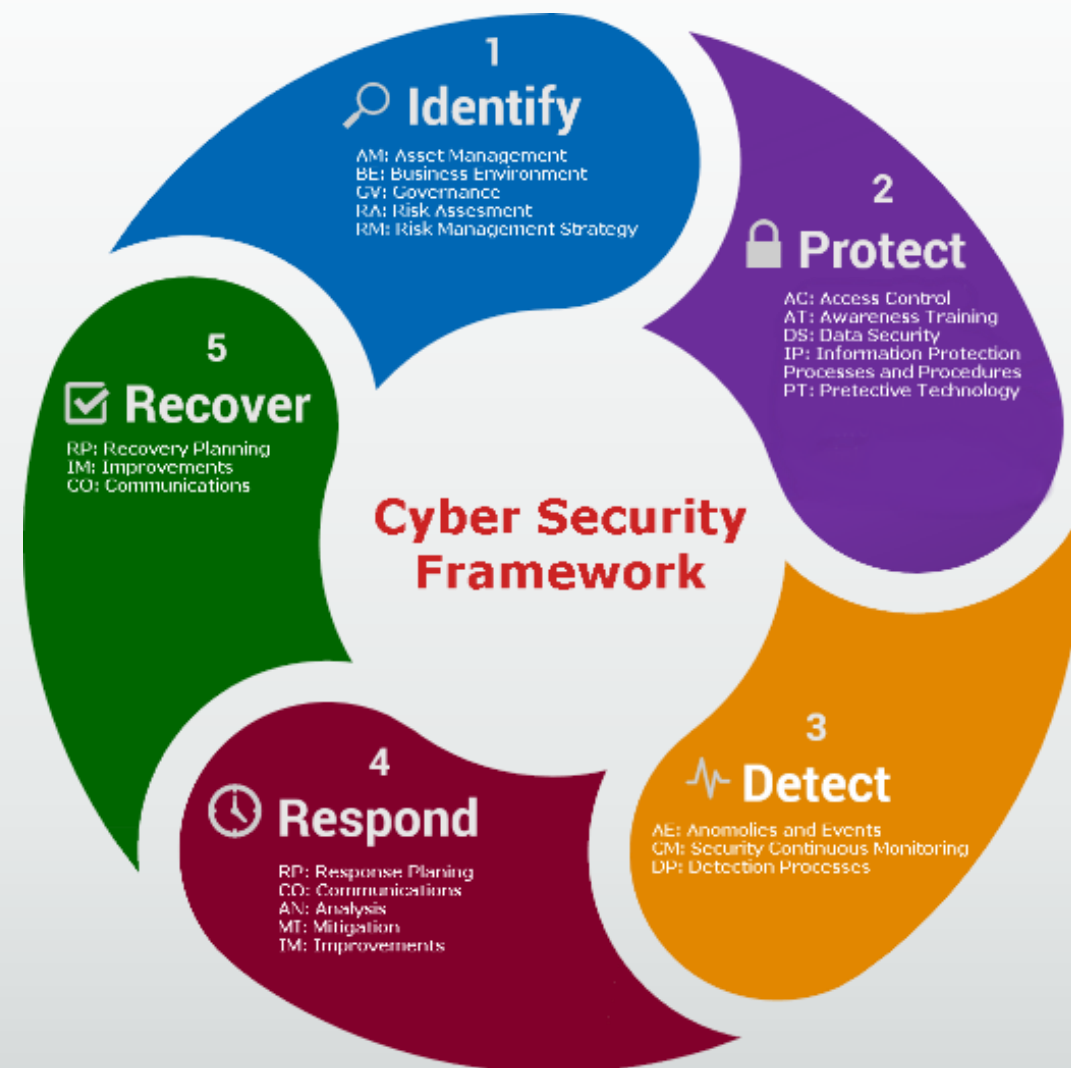 1
Identify
AM: Asset Management
BE: Business Environment
GV: Governance
RA: Risk Assesment
RM: Risk Management Strategy
2
Protect
AC: Access Control
AT: Awareness Training
DS: Data Security
IP: Information Protection
Processes and Procedures
PT: Pretective Technology
3
Detect
AE: Anomolies and Events
CM: Security Continuous Monitoring
DP: Detection Processes
4
Respond
RP: Response Planing
CO: Communications
AN: Analysis
MI: Mitigation
IM: Improvements
5
Recover
RP: Recovery Planning
IM: Improvements
CO: Communications
Cyber Security
Framework